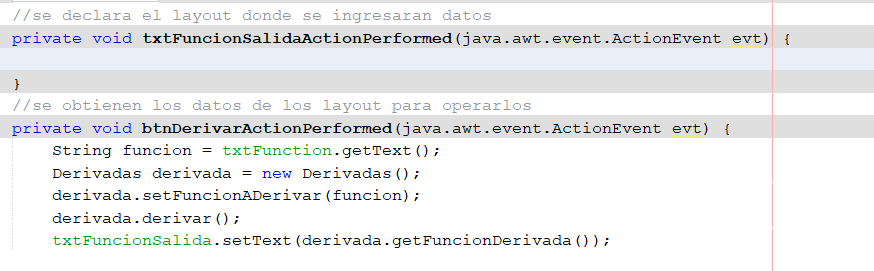 //se declara el layout donde se ingresaran datos
private void txtFuncionSalidaActionPerformed(java.awt.event.ActionEvent evt) {
}
//se obtienen los datos de los layout para operarlos
private void btnDerivarActionPerformed(java.awt.event.ActionEvent evt) {
String funcion = txtFunction.getText();
Derivadas derivada = new Derivadas();
derivada.setFuncionADerivar(funcion);
derivada.derivar();
txtFuncionSalida.setText(derivada.getFuncionDerivada());